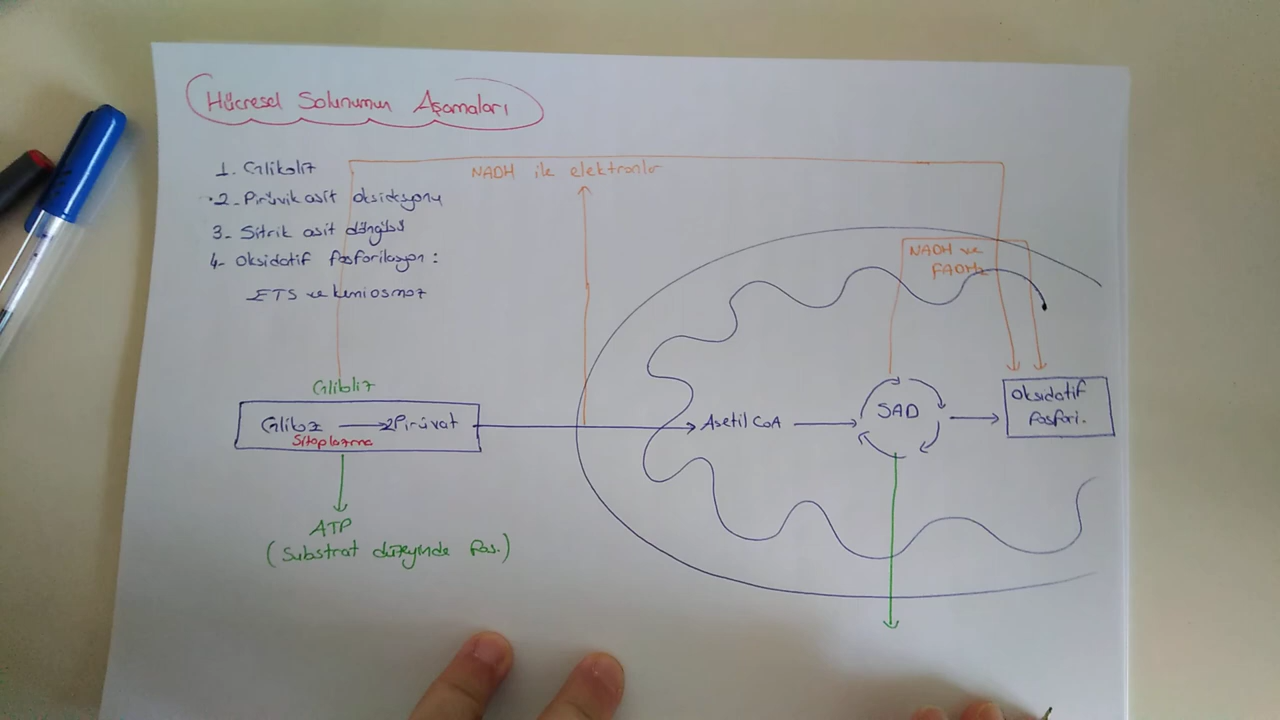 Hücresel Solunumun Aşamaları
1. Glikoliz
2- Pirüvik asit oksidasyonu
3- Sitrik asit döngüsü
4- Oksidatif fosforilasyon :
ETS ve kemiosmoz
NADH ile elektronlar
NADH ve
FADH2
Glikoliz
Glikoz → 2Pirüvat
Sitoplazma
Asetil CoA
SAD
Oksidatif
Fosfori.
ATP
(Substrat düzeyinde fos.)